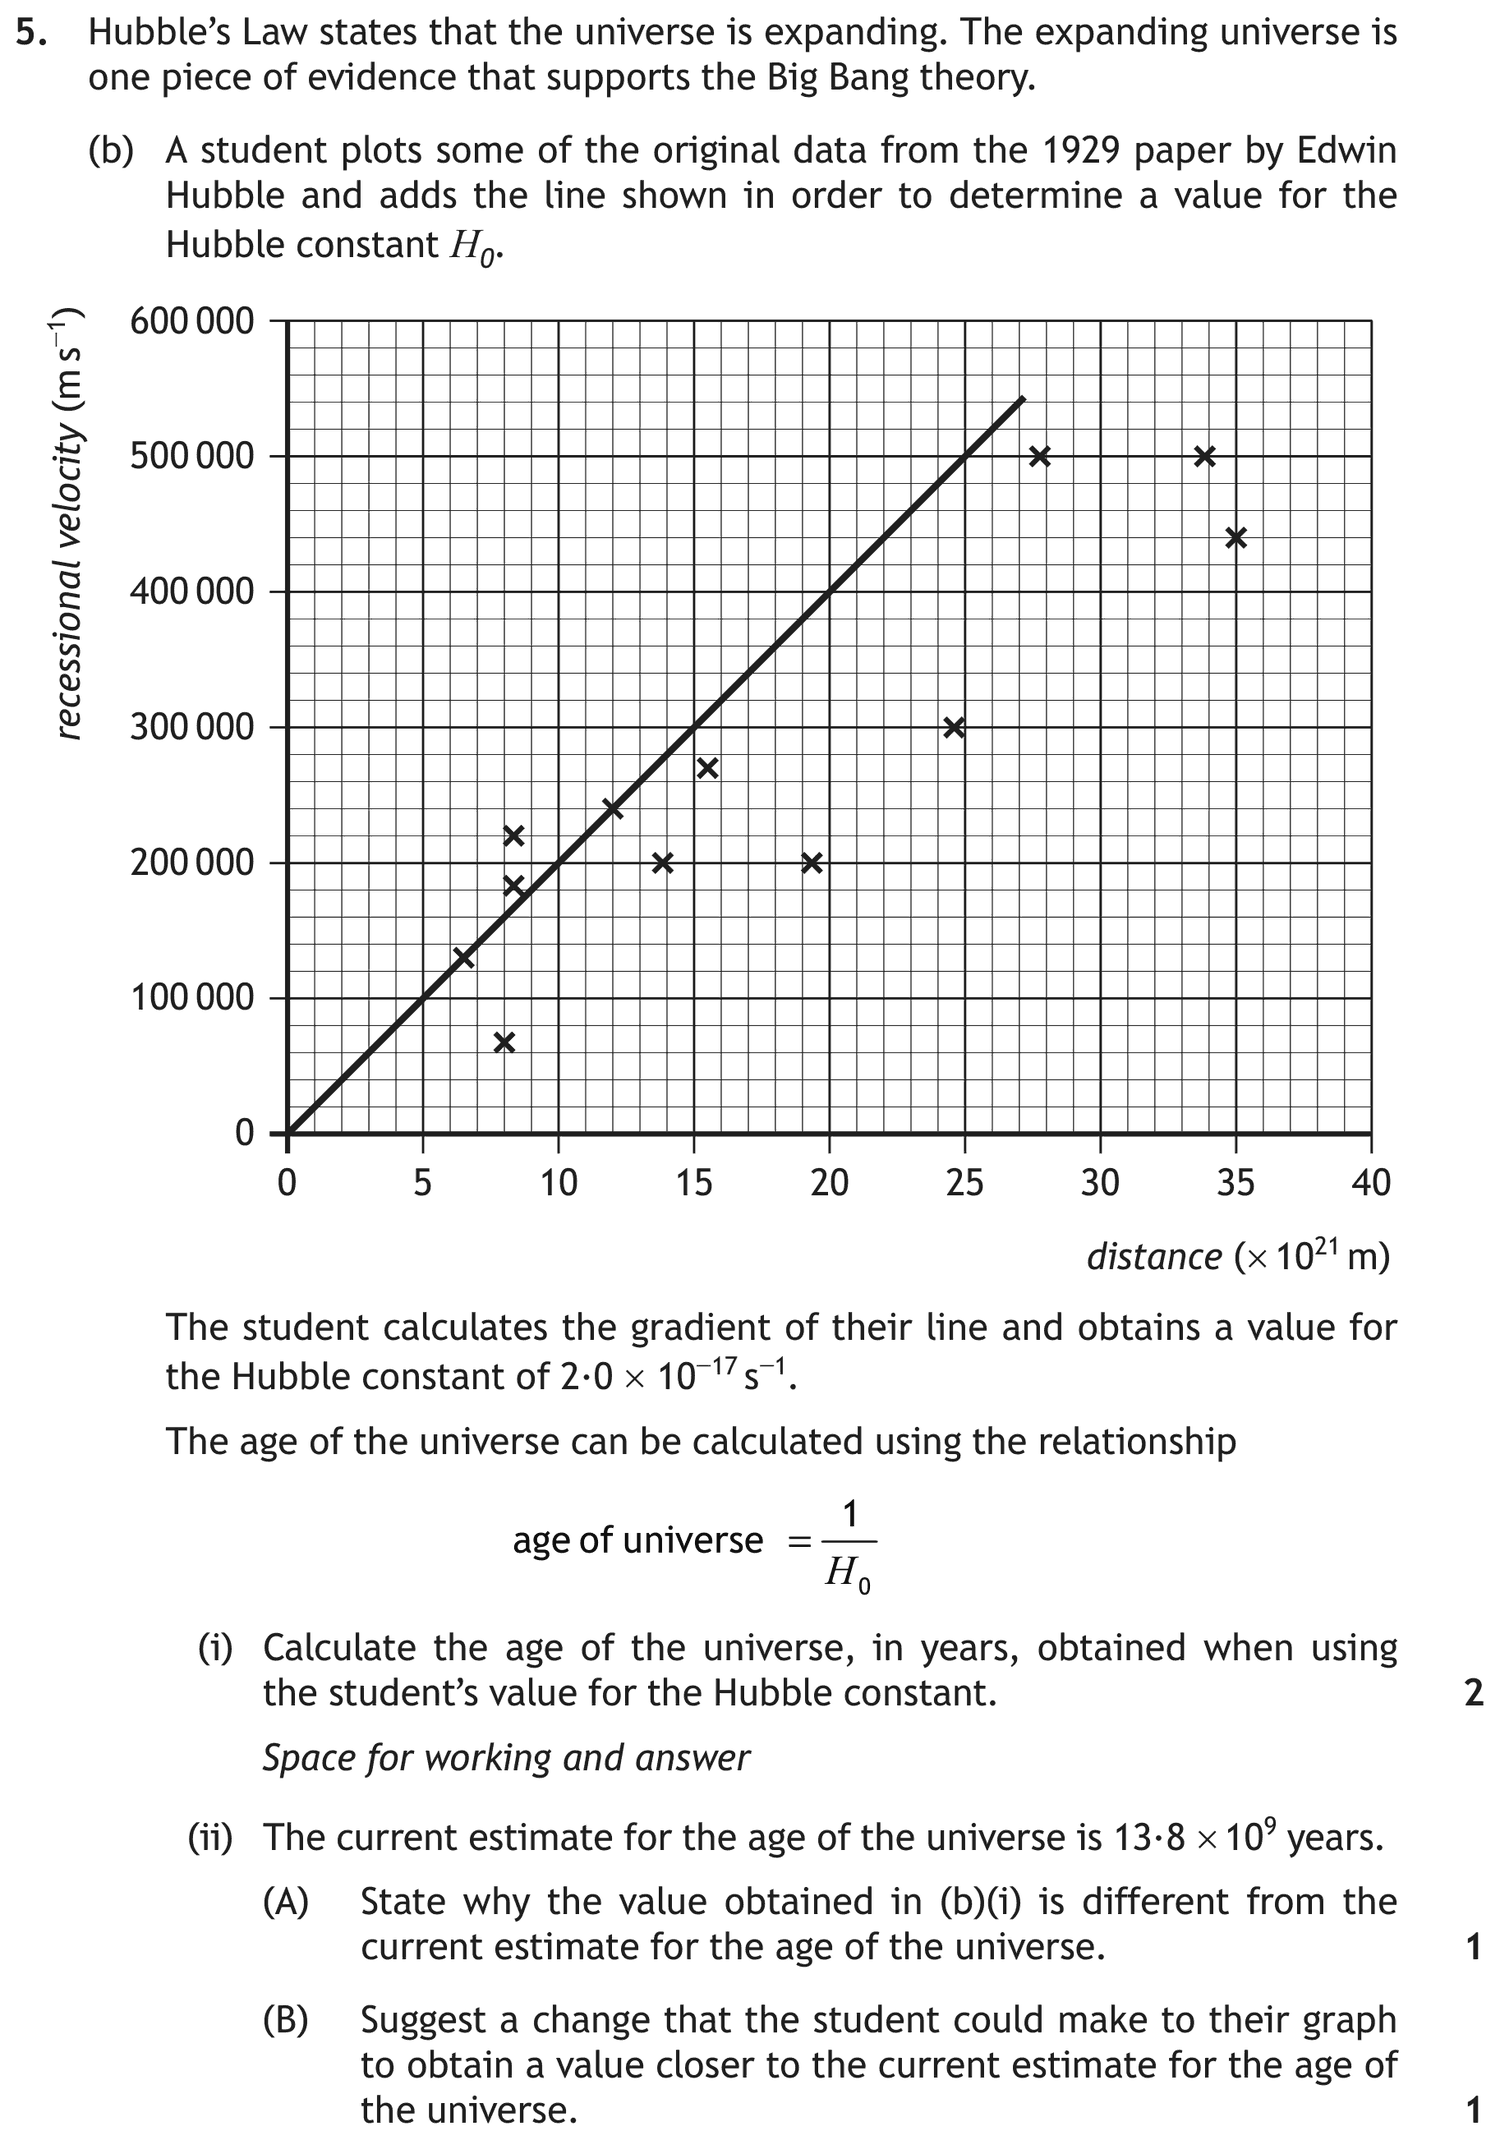 5. Hubble’s Law states that the universe is expanding. The expanding universe is
one piece of evidence that supports the Big Bang theory.
(b) A student plots some of the original data from the 1929 paper by Edwin
Hubble and adds the line shown in order to determine a value for the
Hubble constant H₀.
recessional velocity (m s⁻¹)
600 000
500 000
400 000
300 000
200 000
100 000
0
0 5 10 15 20 25 30 35 40
distance (× 10²¹ m)
The student calculates the gradient of their line and obtains a value for
the Hubble constant of 2·0 × 10⁻¹⁷ s⁻¹.
The age of the universe can be calculated using the relationship
age of universe = 1/H₀
(i) Calculate the age of the universe, in years, obtained when using
the student’s value for the Hubble constant. 2
Space for working and answer
(ii) The current estimate for the age of the universe is 13·8 × 10⁹ years.
(A) State why the value obtained in (b)(i) is different from the
current estimate for the age of the universe. 1
(B) Suggest a change that the student could make to their graph
to obtain a value closer to the current estimate for the age of
the universe. 1